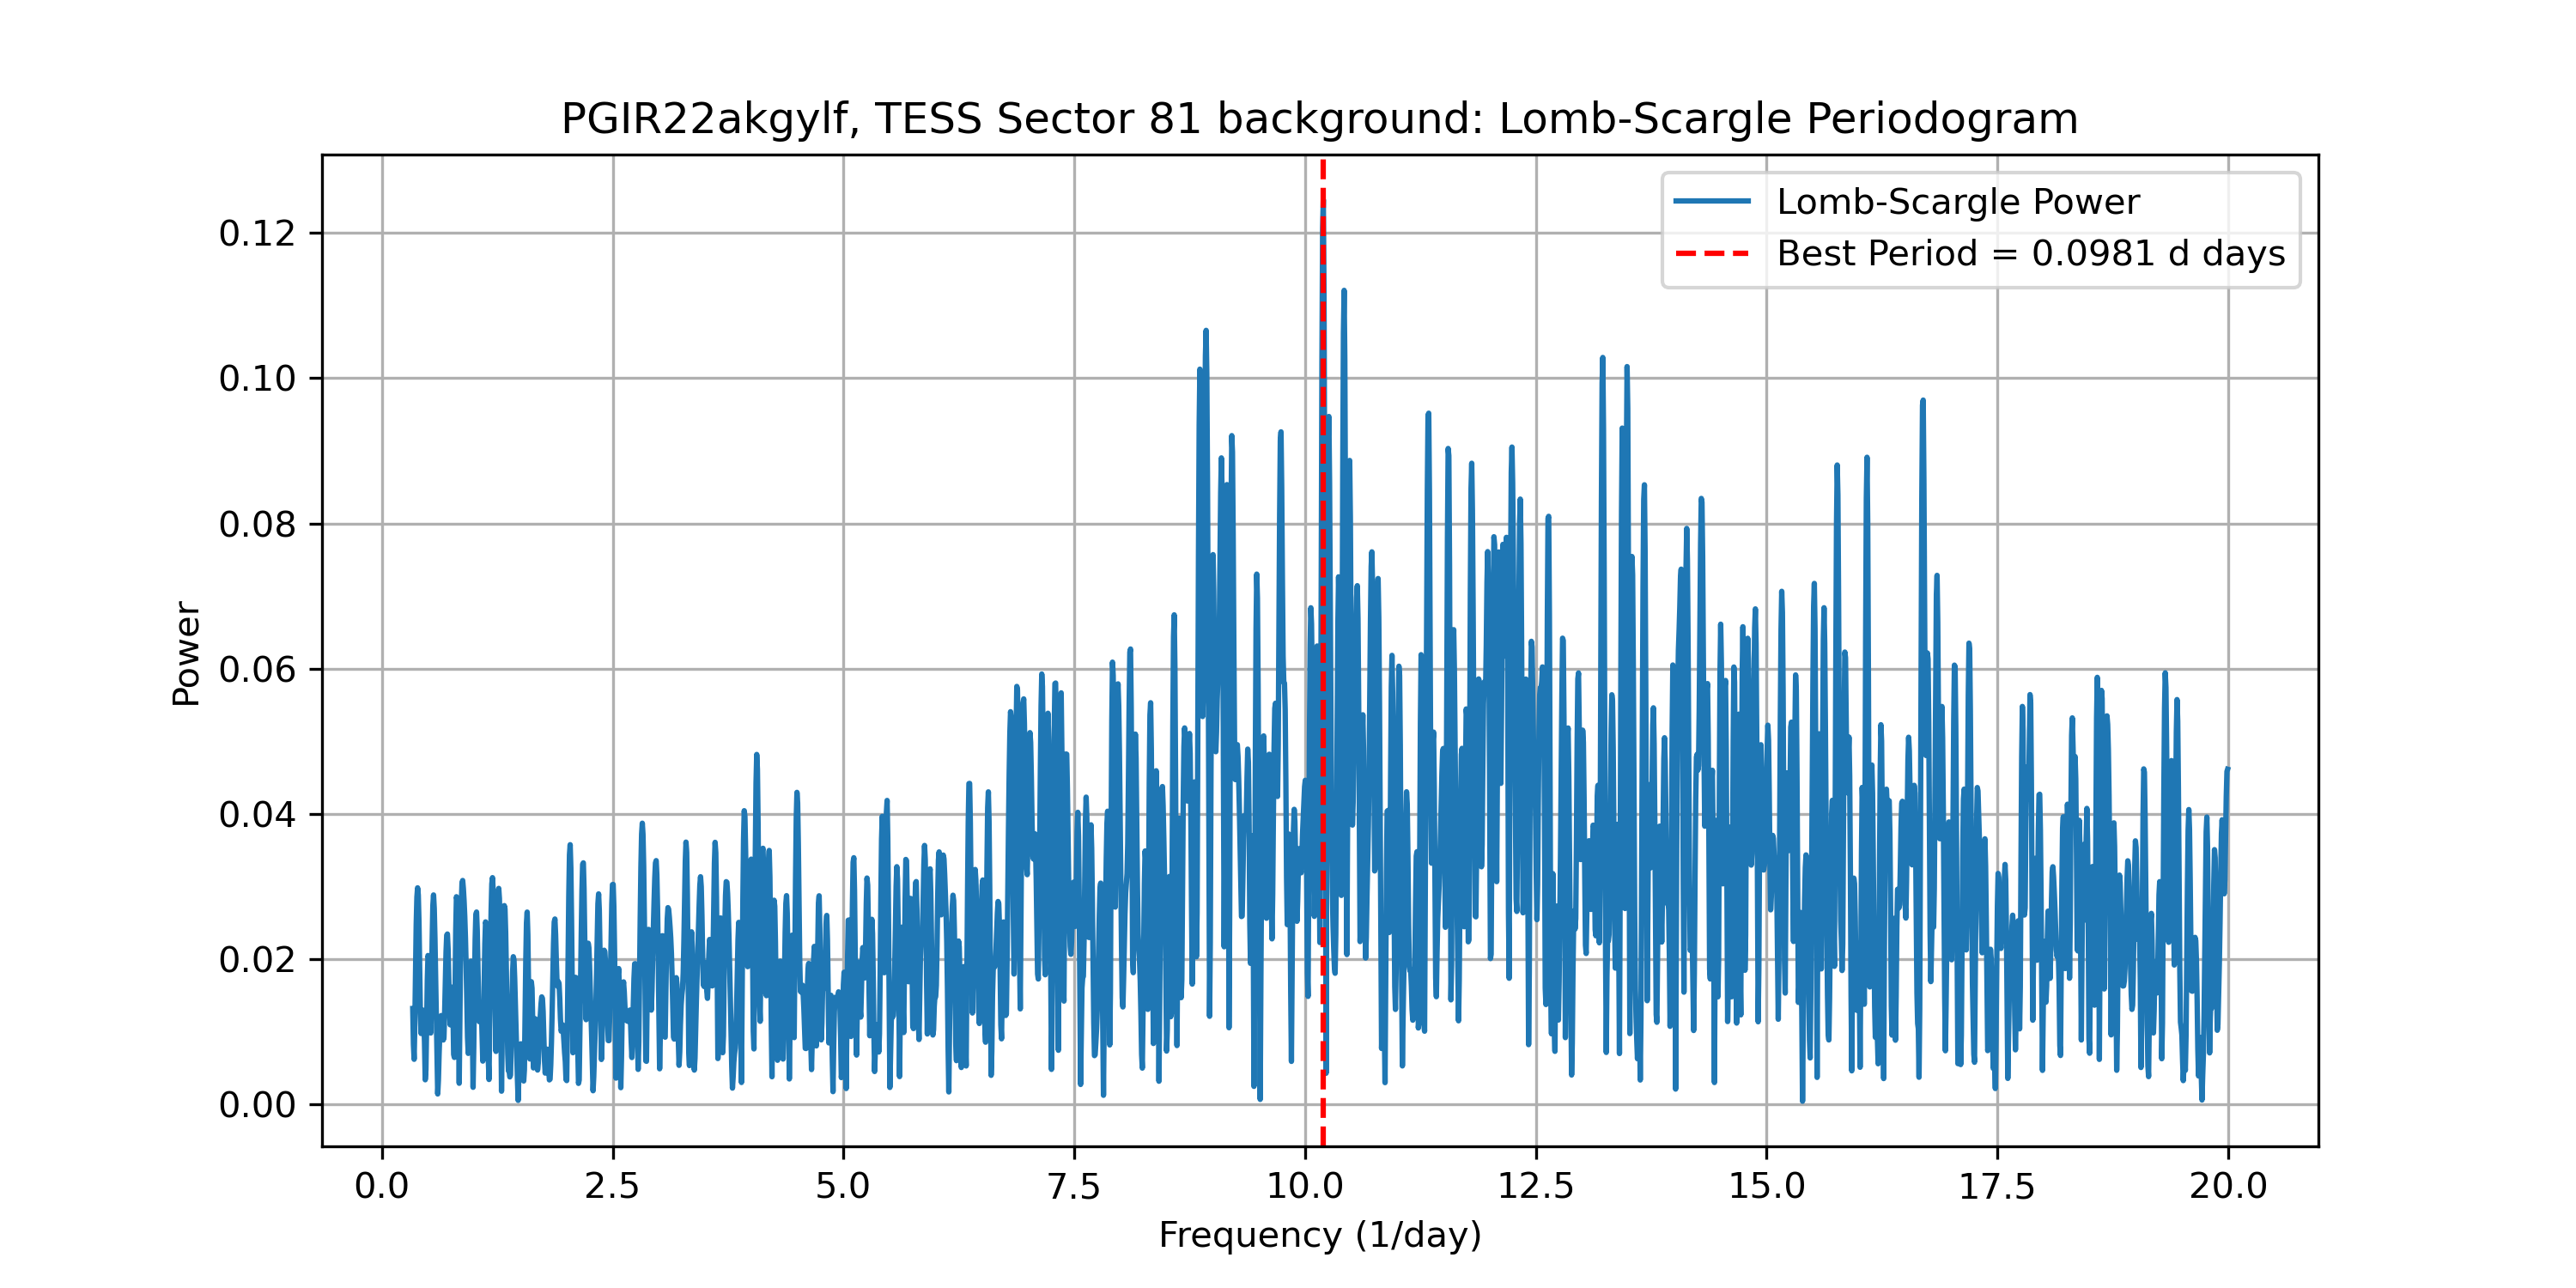 PGIR22akgylf, TESS Sector 81 background: Lomb-Scargle Periodogram
Lomb-Scargle Power
Best Period = 0.0981 d days
0.12
0.10
0.08
0.06
0.04
0.02
0.00
Power
0.0 2.5 5.0 7.5 10.0 12.5 15.0 17.5 20.0
Frequency (1/day)